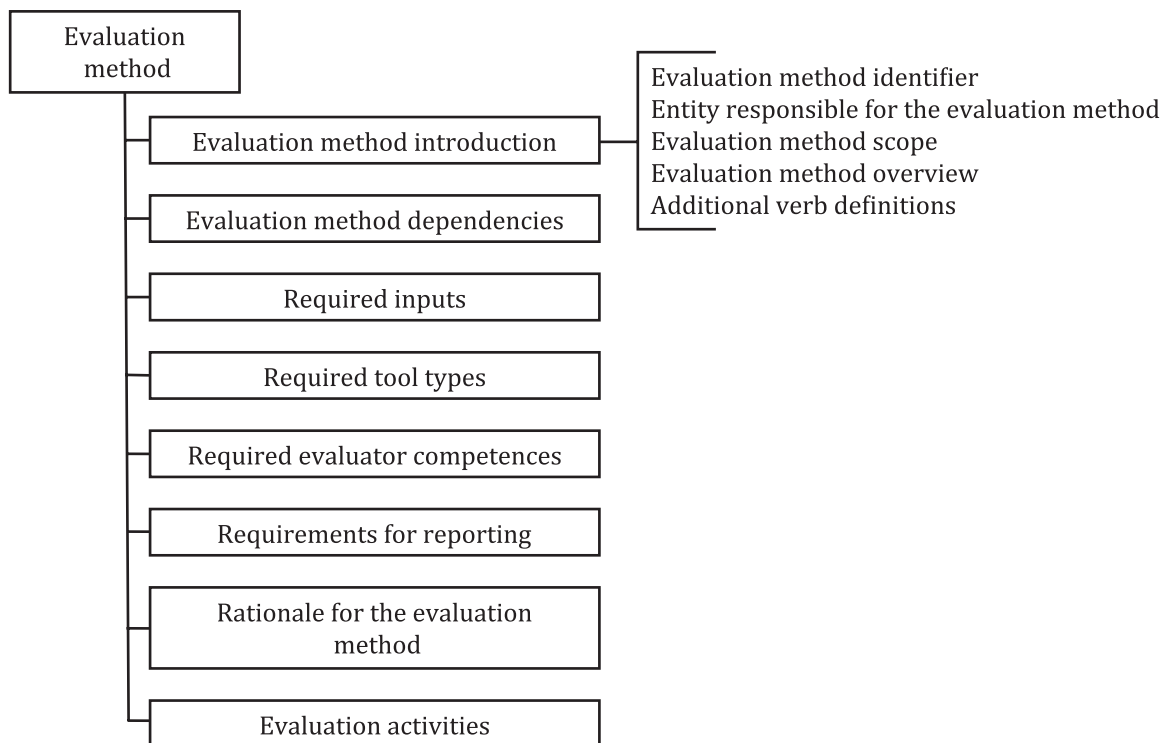 Evaluation
method
Evaluation method introduction
Evaluation method identifier
Entity responsible for the evaluation method
Evaluation method scope
Evaluation method overview
Additional verb definitions
Evaluation method dependencies
Required inputs
Required tool types
Required evaluator competences
Requirements for reporting
Rationale for the evaluation
method
Evaluation activities